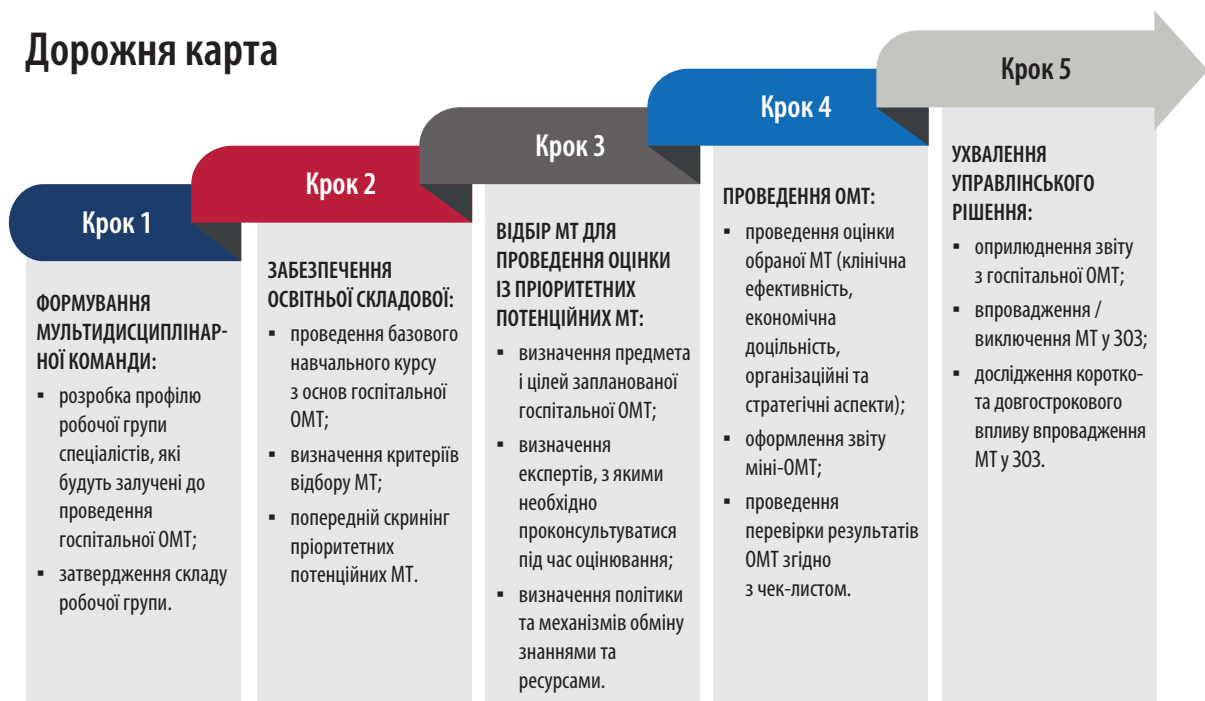 Дорожня карта
Крок 1
ФОРМУВАННЯ
МУЛЬТИДИСЦИПЛІНАР-
НОЇ КОМАНДИ:
▪ розробка профілю
робочої групи
спеціалістів, які
будуть залучені до
проведення
госпітальної ОМТ;
▪ затвердження складу
робочої групи.
Крок 2
ЗАБЕЗПЕЧЕННЯ
ОСВІТНЬОЇ СКЛАДОВОЇ:
▪ проведення базового
навчального курсу
з основ госпітальної
ОМТ;
▪ визначення критеріїв
відбору МТ;
▪ попередній скринінг
пріоритетних
потенційних МТ.
Крок 3
ВІДБІР МТ ДЛЯ
ПРОВЕДЕННЯ ОЦІНКИ
ІЗ ПРІОРИТЕТНИХ
ПОТЕНЦІЙНИХ МТ:
▪ визначення предмета
і цілей запланованої
госпітальної ОМТ;
▪ визначення
експертів, з якими
необхідно
проконсультуватися
під час оцінювання;
▪ визначення політики
та механізмів обміну
знаннями та
ресурсами.
Крок 4
ПРОВЕДЕННЯ ОМТ:
▪ проведення оцінки
обраної МТ (клінічна
ефективність,
економічна
доцільність,
організаційні та
стратегічні аспекти);
▪ оформлення звіту
міні-ОМТ;
▪ проведення
перевірки результатів
ОМТ згідно
з чек-листом.
Крок 5
УХВАЛЕННЯ
УПРАВЛІНСЬКОГО
РІШЕННЯ:
▪ оприлюднення звіту
з госпітальної ОМТ;
▪ впровадження /
виключення МТ у ЗОЗ;
▪ дослідження коротко-
та довгострокового
впливу впровадження
МТ у ЗОЗ.